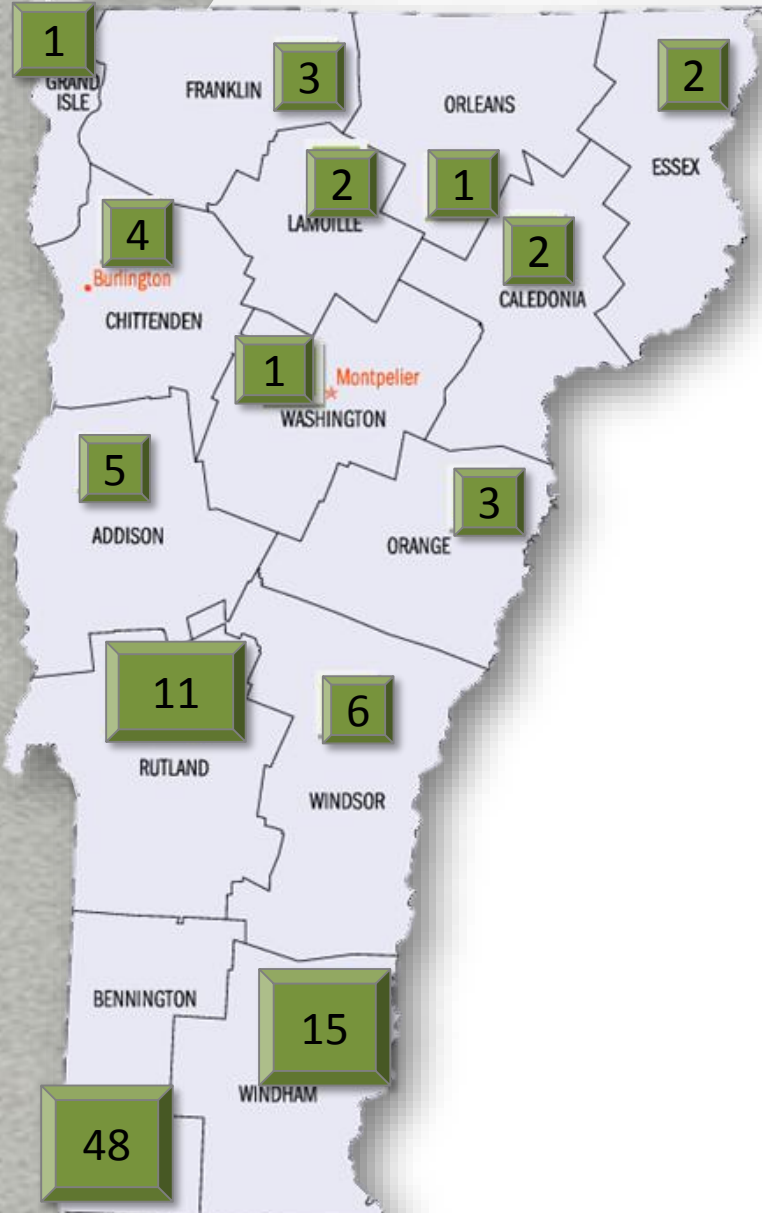 1
GRAND
ISLE
FRANKLIN
3
ORLEANS
2
ESSEX
2
LAMOILLE
1
4
Burlington
CHITTENDEN
2
CALEDONIA
1
Montpelier
WASHINGTON
5
ADDISON
3
ORANGE
11
RUTLAND
6
WINDSOR
BENNINGTON
15
WINDHAM
48